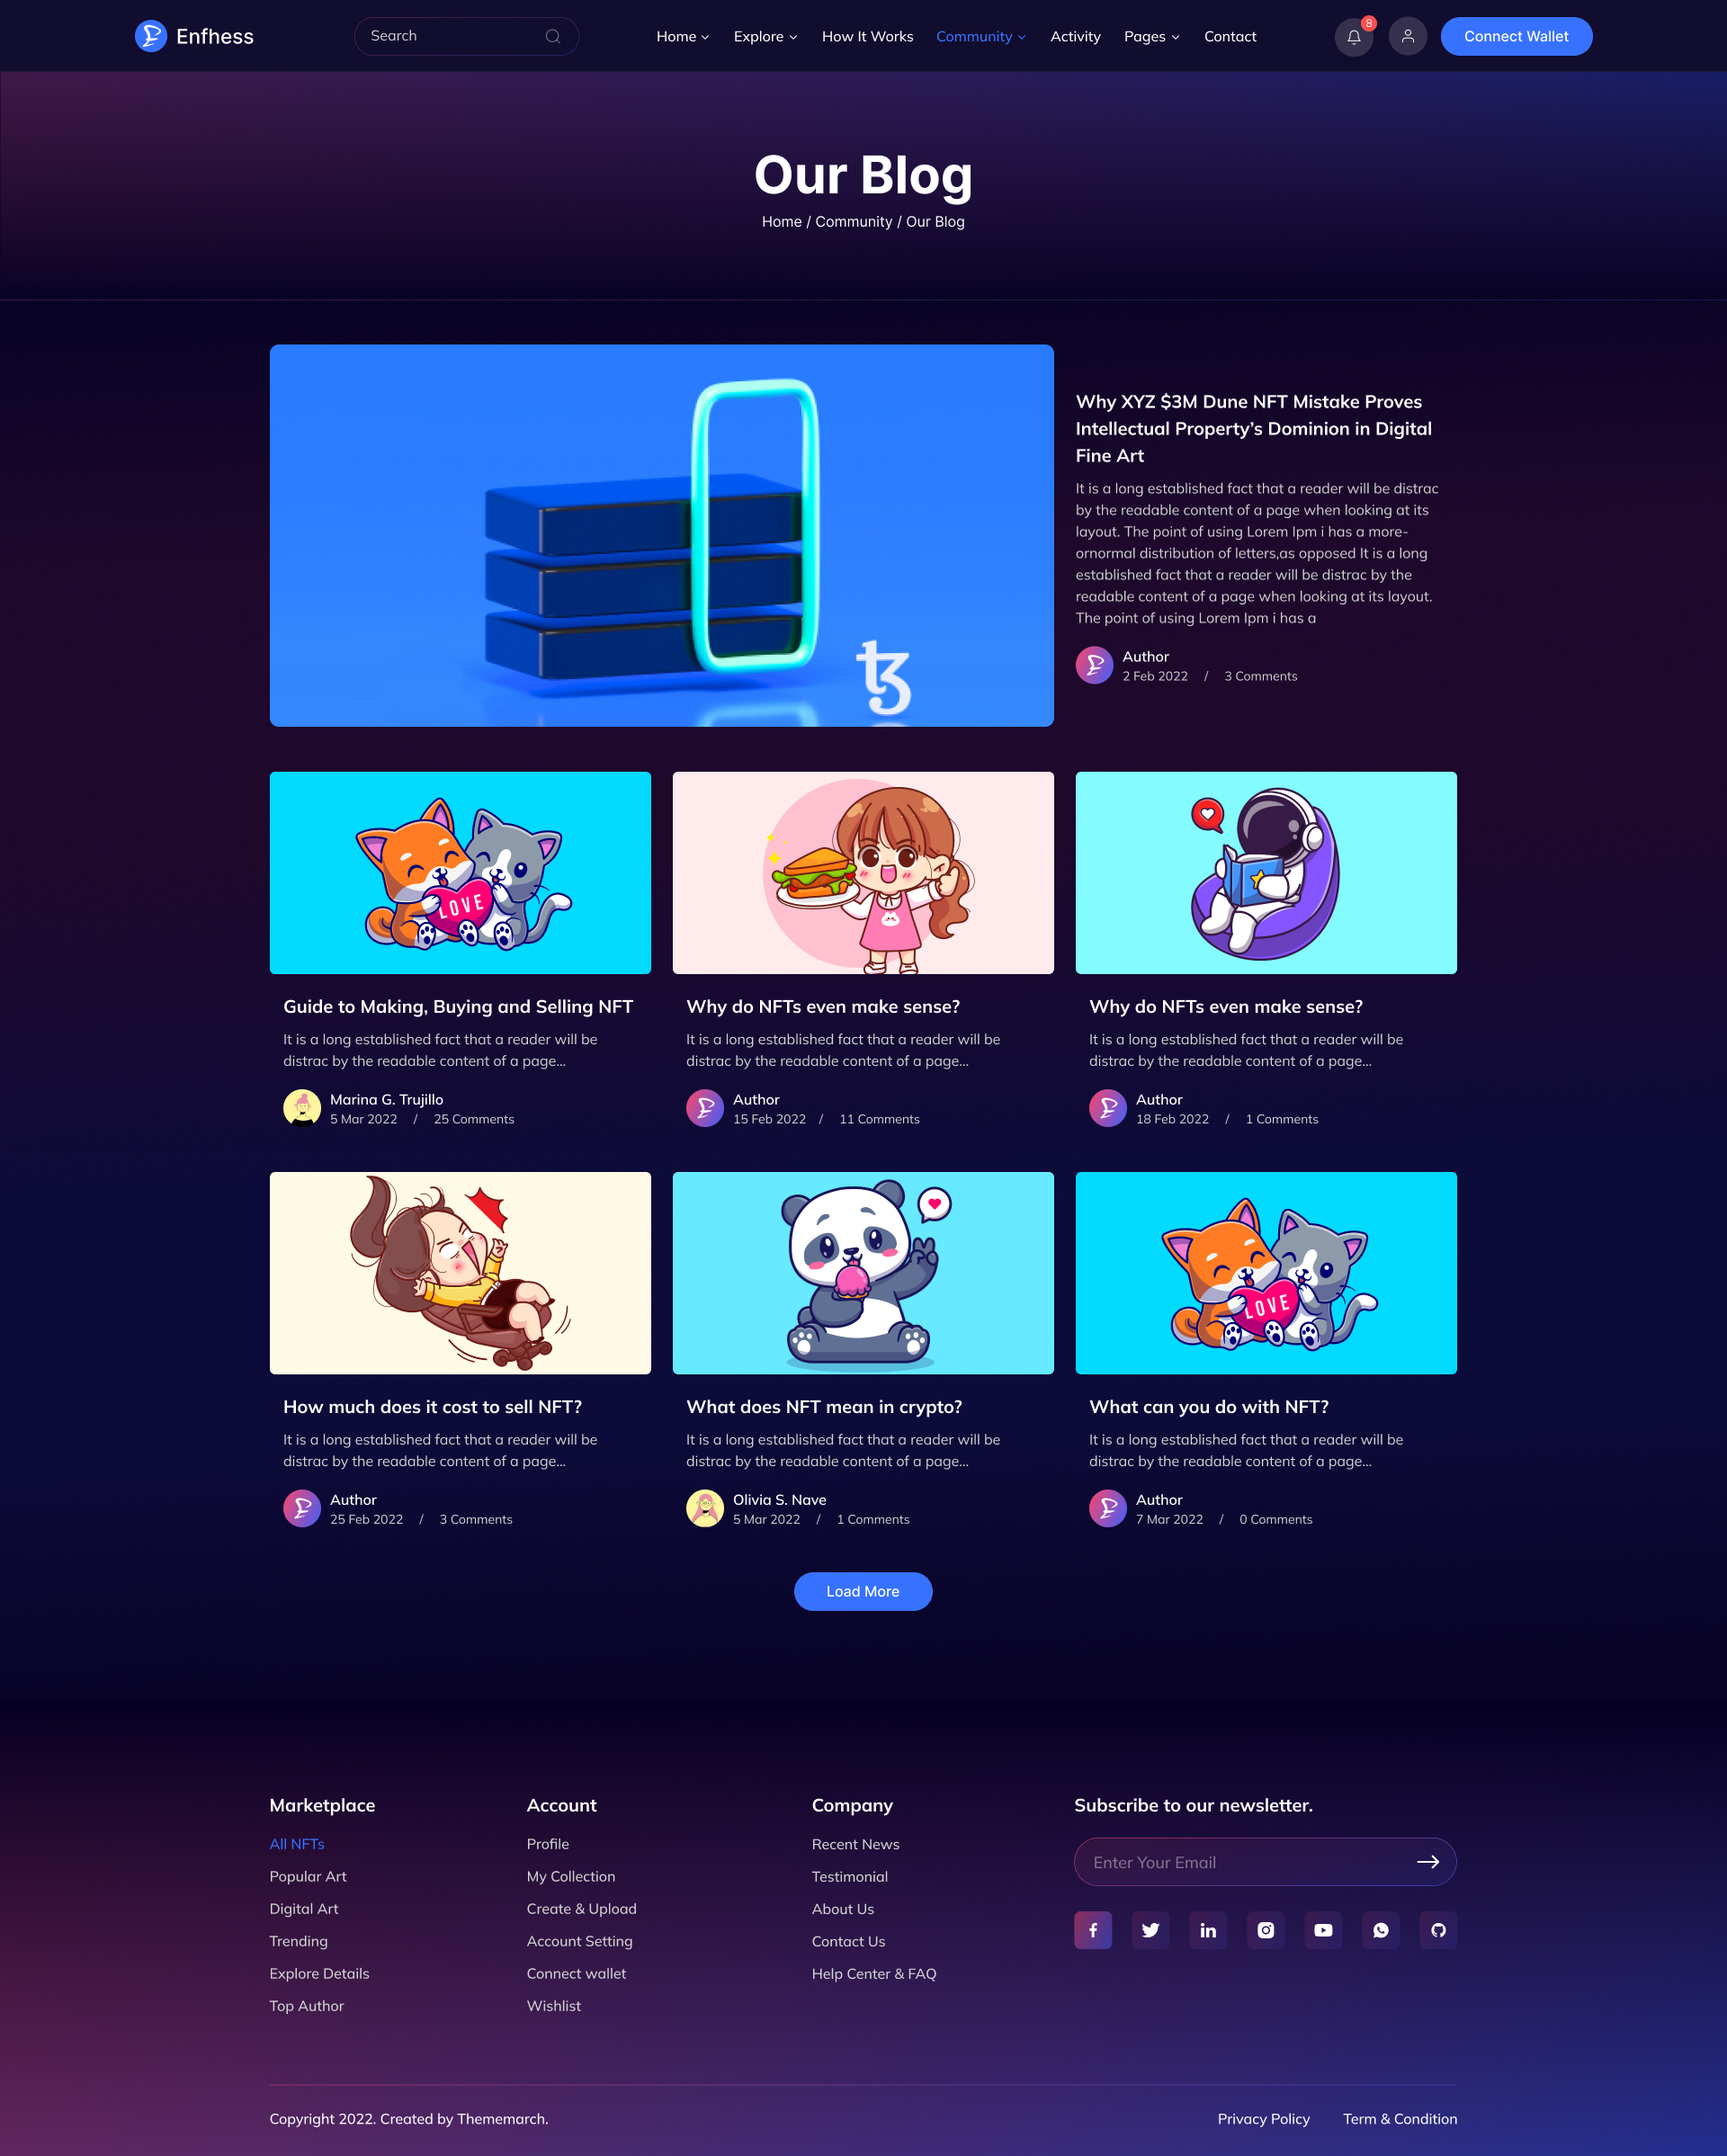 Enfhess
Search
Home
Explore
How It Works
Community
Activity
Pages
Contact
8
Connect Wallet
Our Blog
Home / Community / Our Blog
Why XYZ $3M Dune NFT Mistake Proves
Intellectual Property’s Dominion in Digital
Fine Art
It is a long established fact that a reader will be distrac
by the readable content of a page when looking at its
layout. The point of using Lorem Ipm i has a more-
ornormal distribution of letters,as opposed It is a long
established fact that a reader will be distrac by the
readable content of a page when looking at its layout.
The point of using Lorem Ipm i has a
Author
2 Feb 2022 / 3 Comments
LOVE
Guide to Making, Buying and Selling NFT
It is a long established fact that a reader will be
distrac by the readable content of a page...
Marina G. Trujillo
5 Mar 2022 / 25 Comments
Why do NFTs even make sense?
It is a long established fact that a reader will be
distrac by the readable content of a page...
Author
15 Feb 2022 / 11 Comments
Why do NFTs even make sense?
It is a long established fact that a reader will be
distrac by the readable content of a page...
Author
18 Feb 2022 / 1 Comments
How much does it cost to sell NFT?
It is a long established fact that a reader will be
distrac by the readable content of a page...
Author
25 Feb 2022 / 3 Comments
What does NFT mean in crypto?
It is a long established fact that a reader will be
distrac by the readable content of a page...
Olivia S. Nave
5 Mar 2022 / 1 Comments
LOVE
What can you do with NFT?
It is a long established fact that a reader will be
distrac by the readable content of a page...
Author
7 Mar 2022 / 0 Comments
Load More
Marketplace
All NFTs
Popular Art
Digital Art
Trending
Explore Details
Top Author
Account
Profile
My Collection
Create & Upload
Account Setting
Connect wallet
Wishlist
Company
Recent News
Testimonial
About Us
Contact Us
Help Center & FAQ
Subscribe to our newsletter.
Enter Your Email
Copyright 2022. Created by Thememarch.
Privacy Policy
Term & Condition